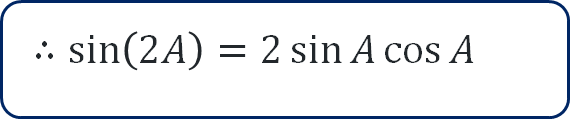 ∴ sin(2A) = 2 sin A cos A